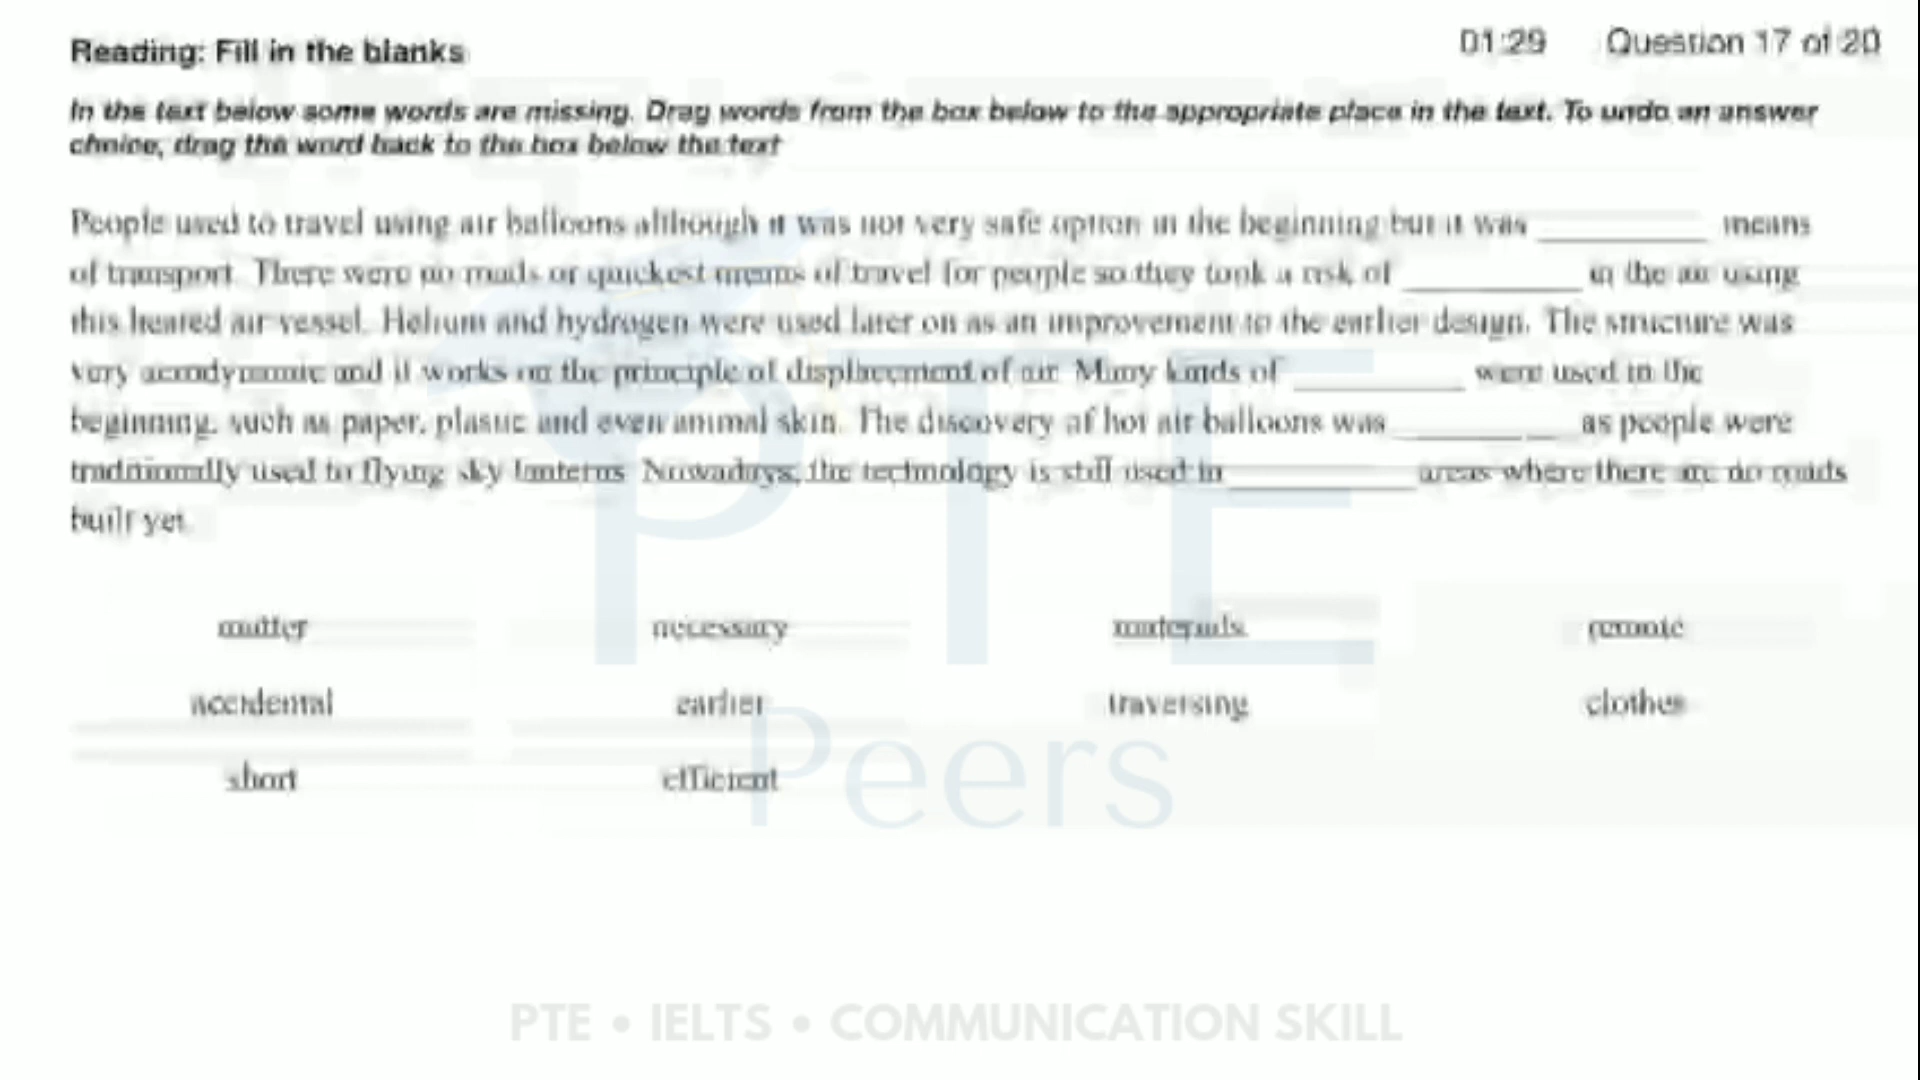 Reading: Fill in the blanks
01:29 Question 17 of 20
In the text below some words are missing. Drag words from the box below to the appropriate place in the text. To undo an answer
choice, drag the word back to the box below the text
People used to travel using air balloons although it was not very safe option in the beginning but it was ________ means
of transport. There were no roads or quickest means of travel for people so they took a risk of ________ in the air using
this heated air vessel. Helium and hydrogen were used later on as an improvement to the earlier design. The structure was
very aerodynamic and it works on the principle of displacement of air. Many kinds of ________ were used in the
beginning, such as paper, plastic and even animal skin. The discovery of hot air balloons was ________ as people were
traditionally used to flying sky lanterns. Nowadays, the technology is still used in ________ areas where there are no roads
built yet.
matter necessary materials remote
accidental earlier traversing clothes
short efficient
PTE
Peers
PTE • IELTS • COMMUNICATION SKILL